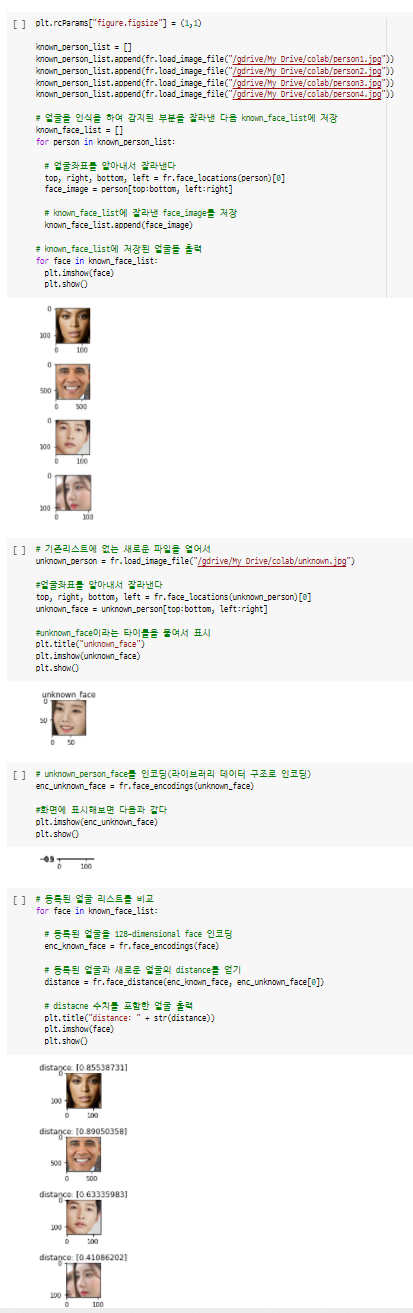 [ ] plt.rcParams["figure.figsize"] = (1,1)
known_person_list = []
known_person_list.append(fr.load_image_file("/gdrive/My Drive/colab/person1.jpg"))
known_person_list.append(fr.load_image_file("/gdrive/My Drive/colab/person2.jpg"))
known_person_list.append(fr.load_image_file("/gdrive/My Drive/colab/person3.jpg"))
known_person_list.append(fr.load_image_file("/gdrive/My Drive/colab/person4.jpg"))
# 얼굴을 인식을 하여 감지된 부분을 잘라낸 다음 known_face_list에 저장
known_face_list = []
for person in known_person_list:
# 얼굴좌표를 알아내서 잘라낸다
top, right, bottom, left = fr.face_locations(person)[0]
face_image = person[top:bottom, left:right]
# known_face_list에 잘라낸 face_image를 저장
known_face_list.append(face_image)
# known_face_list에 저장된 얼굴들 출력
for face in known_face_list:
plt.imshow(face)
plt.show()
0
100
0 100
0
500
0 500
0
100
0 100
0
100
0 100
[ ] # 기존리스트에 없는 새로운 파일을 열어서
unknown_person = fr.load_image_file("/gdrive/My Drive/colab/unknown.jpg")
#얼굴좌표를 알아내서 잘라낸다
top, right, bottom, left = fr.face_locations(unknown_person)[0]
unknown_face = unknown_person[top:bottom, left:right]
#unknown_face이라는 타이틀을 붙여서 표시
plt.title("unknown_face")
plt.imshow(unknown_face)
plt.show()
unknown_face
0
50
0 50
[ ] # unknown_person_face를 인코딩(라이브러리 데이터 구조로 인코딩)
enc_unknown_face = fr.face_encodings(unknown_face)
#화면에 표시해보면 다음과 같다
plt.imshow(enc_unknown_face)
plt.show()
0 100
[ ] # 등록된 얼굴 리스트를 비교
for face in known_face_list:
# 등록된 얼굴을 128-dimensional face 인코딩
enc_known_face = fr.face_encodings(face)
# 등록된 얼굴과 새로운 얼굴의 distance를 얻기
distance = fr.face_distance(enc_known_face, enc_unknown_face[0])
# distacne 수치를 포함한 얼굴 출력
plt.title("distance: " + str(distance))
plt.imshow(face)
plt.show()
distance: [0.85538731]
0
100
0 100
distance: [0.89050358]
0
500
0 500
distance: [0.63335983]
0
100
0 100
distance: [0.41086202]
0
100
0 100